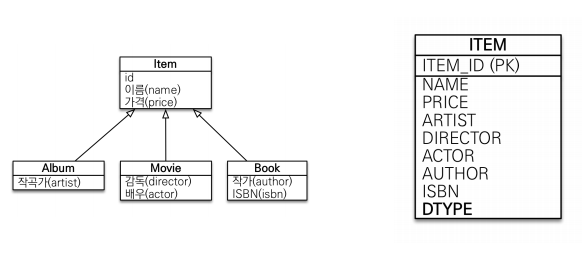 Item
id
이름(name)
가격(price)
Album
작곡가(artist)
Movie
감독(director)
배우(actor)
Book
작가(author)
ISBN(isbn)
ITEM
ITEM_ID (PK)
NAME
PRICE
ARTIST
DIRECTOR
ACTOR
AUTHOR
ISBN
DTYPE